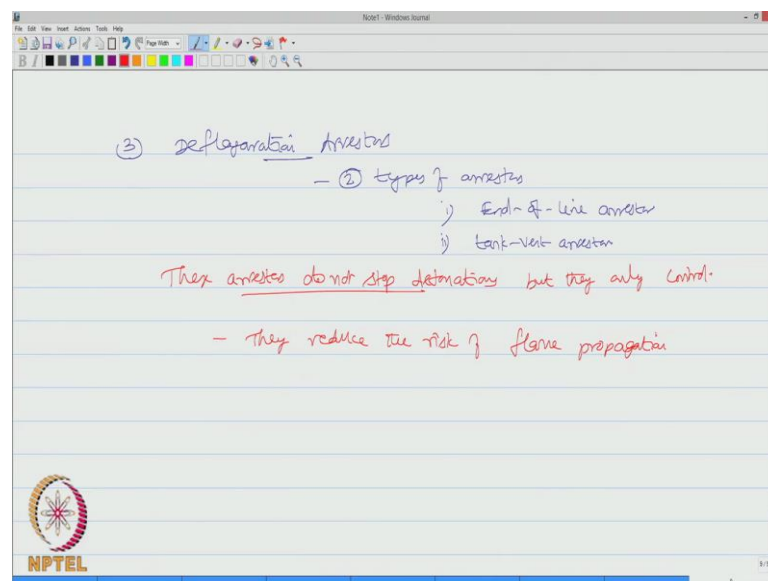 Note1 - Windows Journal
File Edit View Insert Actions Tools Help
Page Width
B I
③ Deflagaration Arrestors
- ② types of arrestes
i) End-of-line arrestor
ii) tank-vent arrestor
These arrestes do not stop detonations but they only control.
- They reduce the risk of flame propagation
NPTEL